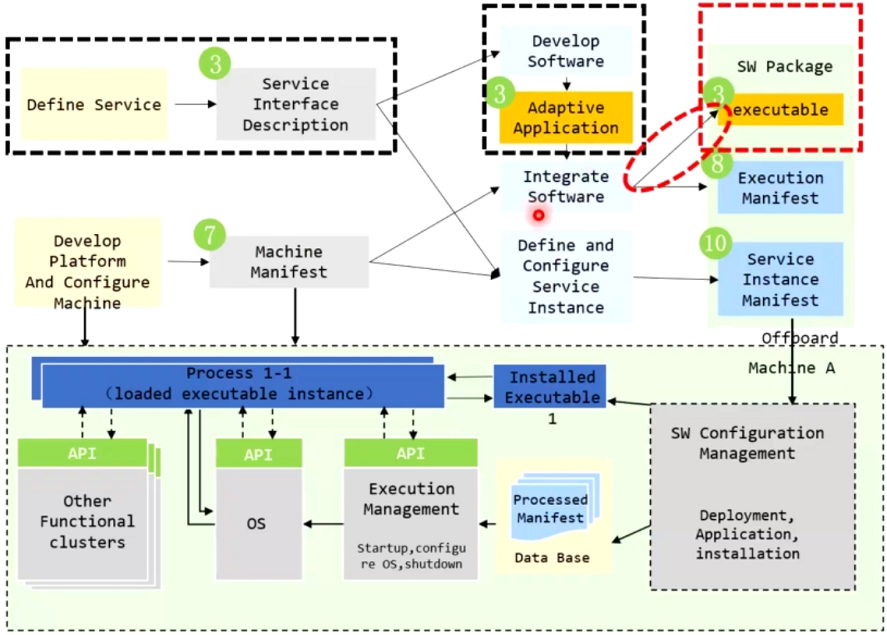 Develop
Software
SW Package
3
Define Service
Service
Interface
Description
3
Adaptive
Application
3
executable
8
Integrate
Software
Execution
Manifest
7
10
Develop
Platform
And Configure
Machine
Machine
Manifest
Define and
Configure
Service
Instance
Service
Instance
Manifest
Offboard
Machine A
Process 1-1
(loaded executable instance)
Installed
Executable
1
API
API
API
SW Configuration
Management
Other
Functional
clusters
OS
Execution
Management
Startup,configu
re OS,shutdown
Processed
Manifest
Data Base
Deployment,
Application,
installation